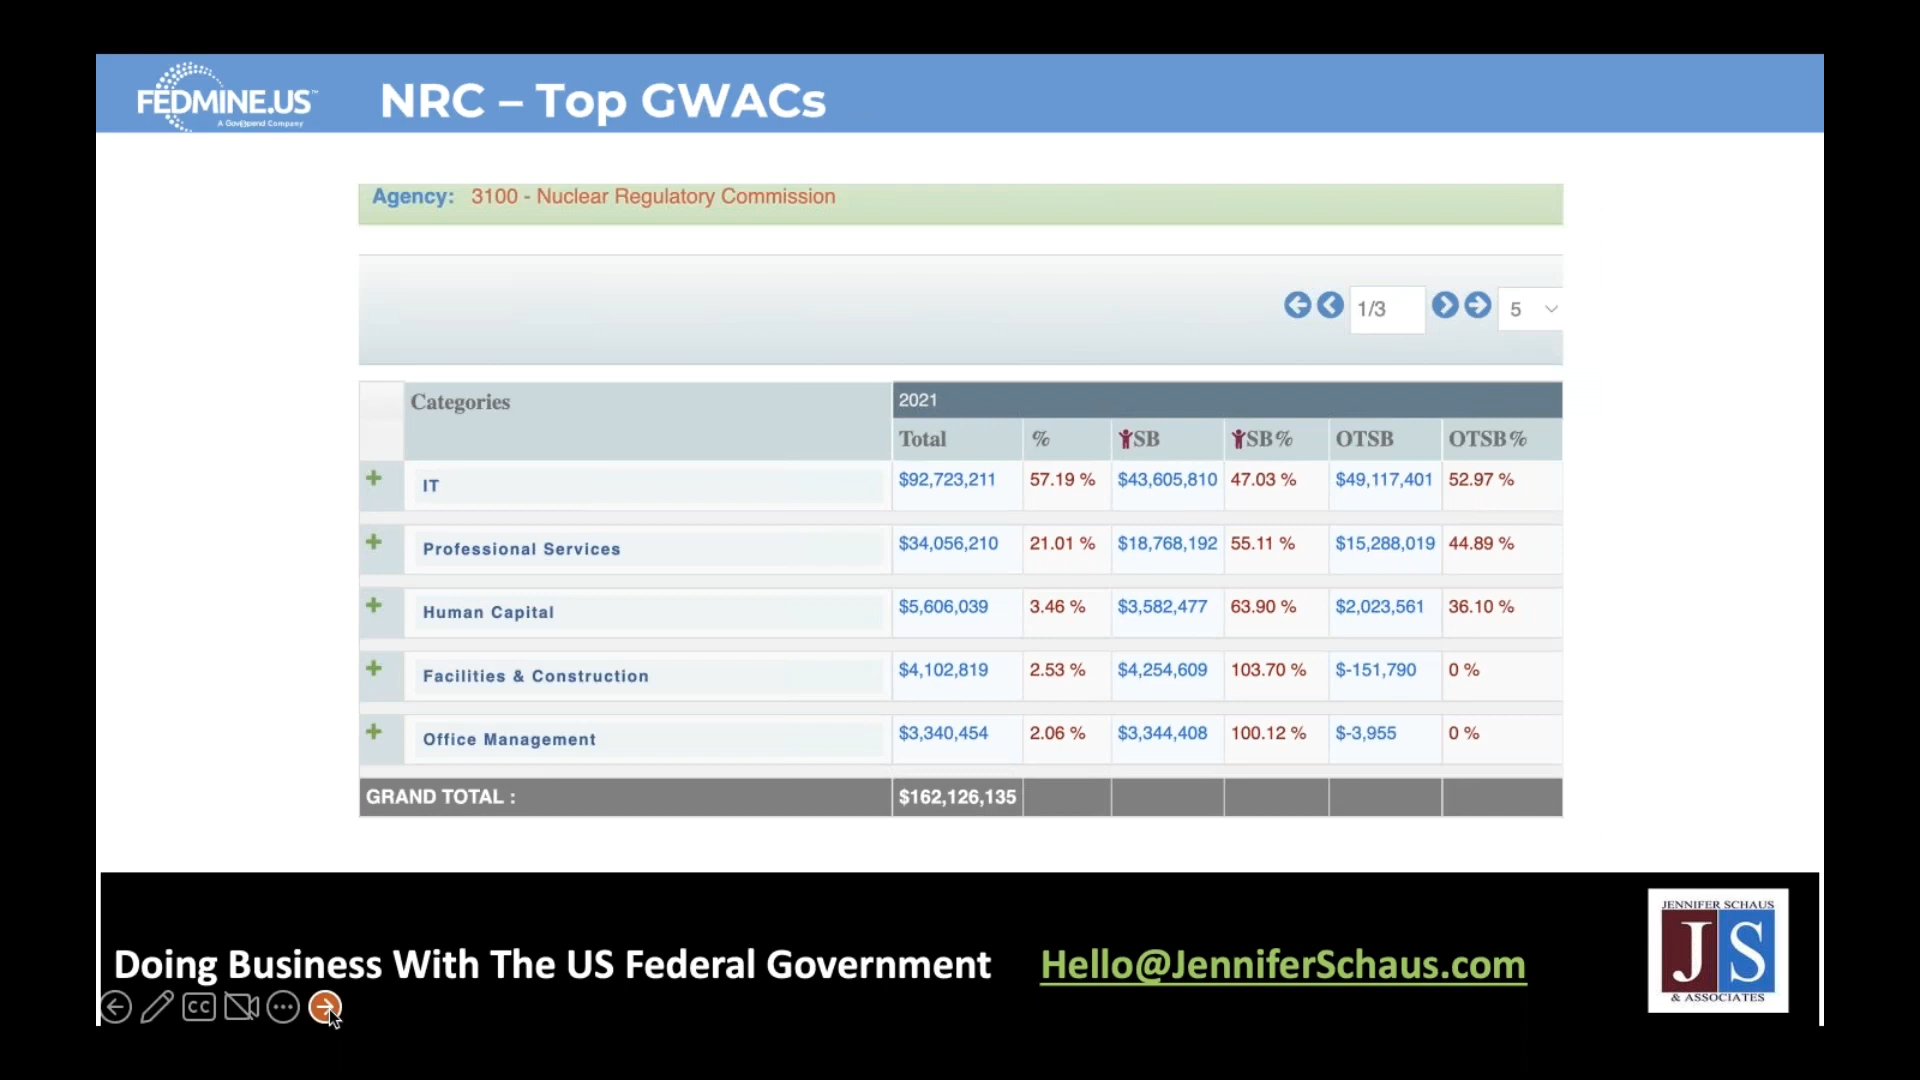 FEDMINE.US™
A GovSpend Company
NRC – Top GWACs
Agency: 3100 - Nuclear Regulatory Commission
1/3 5
Categories 2021
Total % SB SB% OTSB OTSB%
IT $92,723,211 57.19 % $43,605,810 47.03 % $49,117,401 52.97 %
Professional Services $34,056,210 21.01 % $18,768,192 55.11 % $15,288,019 44.89 %
Human Capital $5,606,039 3.46 % $3,582,477 63.90 % $2,023,561 36.10 %
Facilities & Construction $4,102,819 2.53 % $4,254,609 103.70 % $-151,790 0 %
Office Management $3,340,454 2.06 % $3,344,408 100.12 % $-3,955 0 %
GRAND TOTAL : $162,126,135
Doing Business With The US Federal Government Hello@JenniferSchaus.com
JENNIFER SCHAUS
JS
& ASSOCIATES
CC